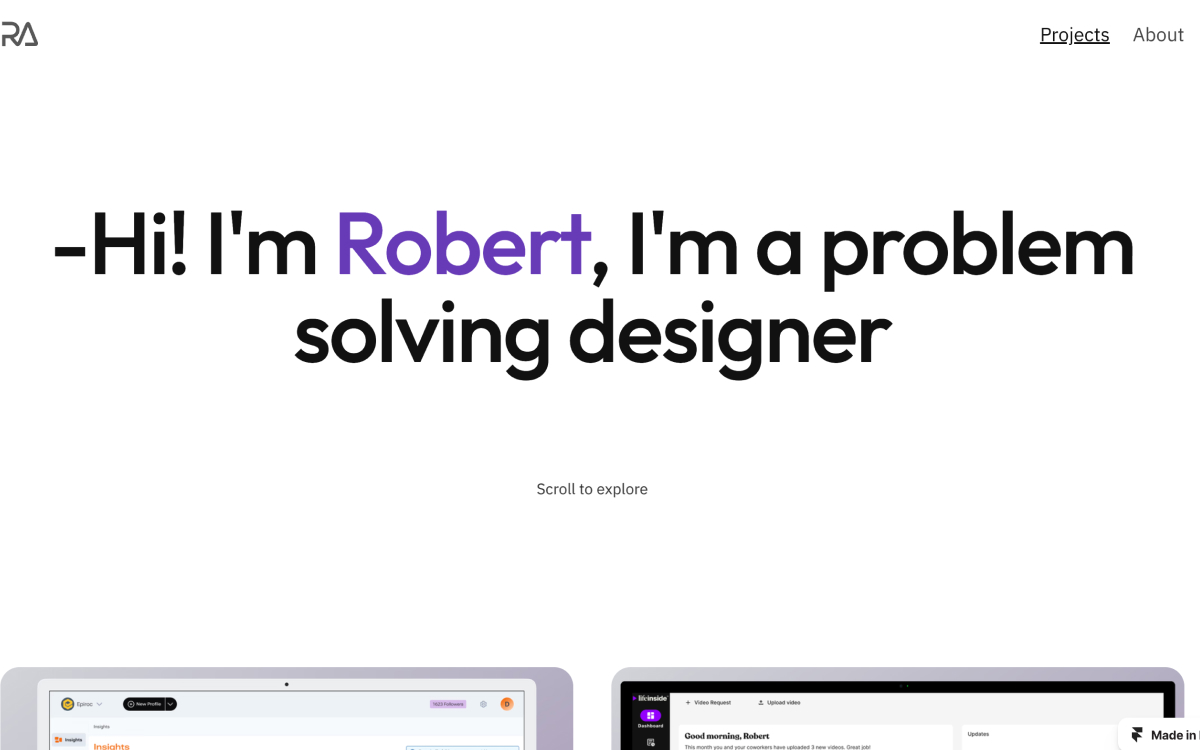 RA
Projects About
-Hi! I'm Robert, I'm a problem
solving designer
Scroll to explore
Epiroc
New Profile
1023 Followers
D
Insights
Insights
Insights
lifeinside
Video Request
Upload video
Dashboard
Good morning, Robert
This month you and your coworkers have uploaded 3 new videos. Great job!
Updates
Made in